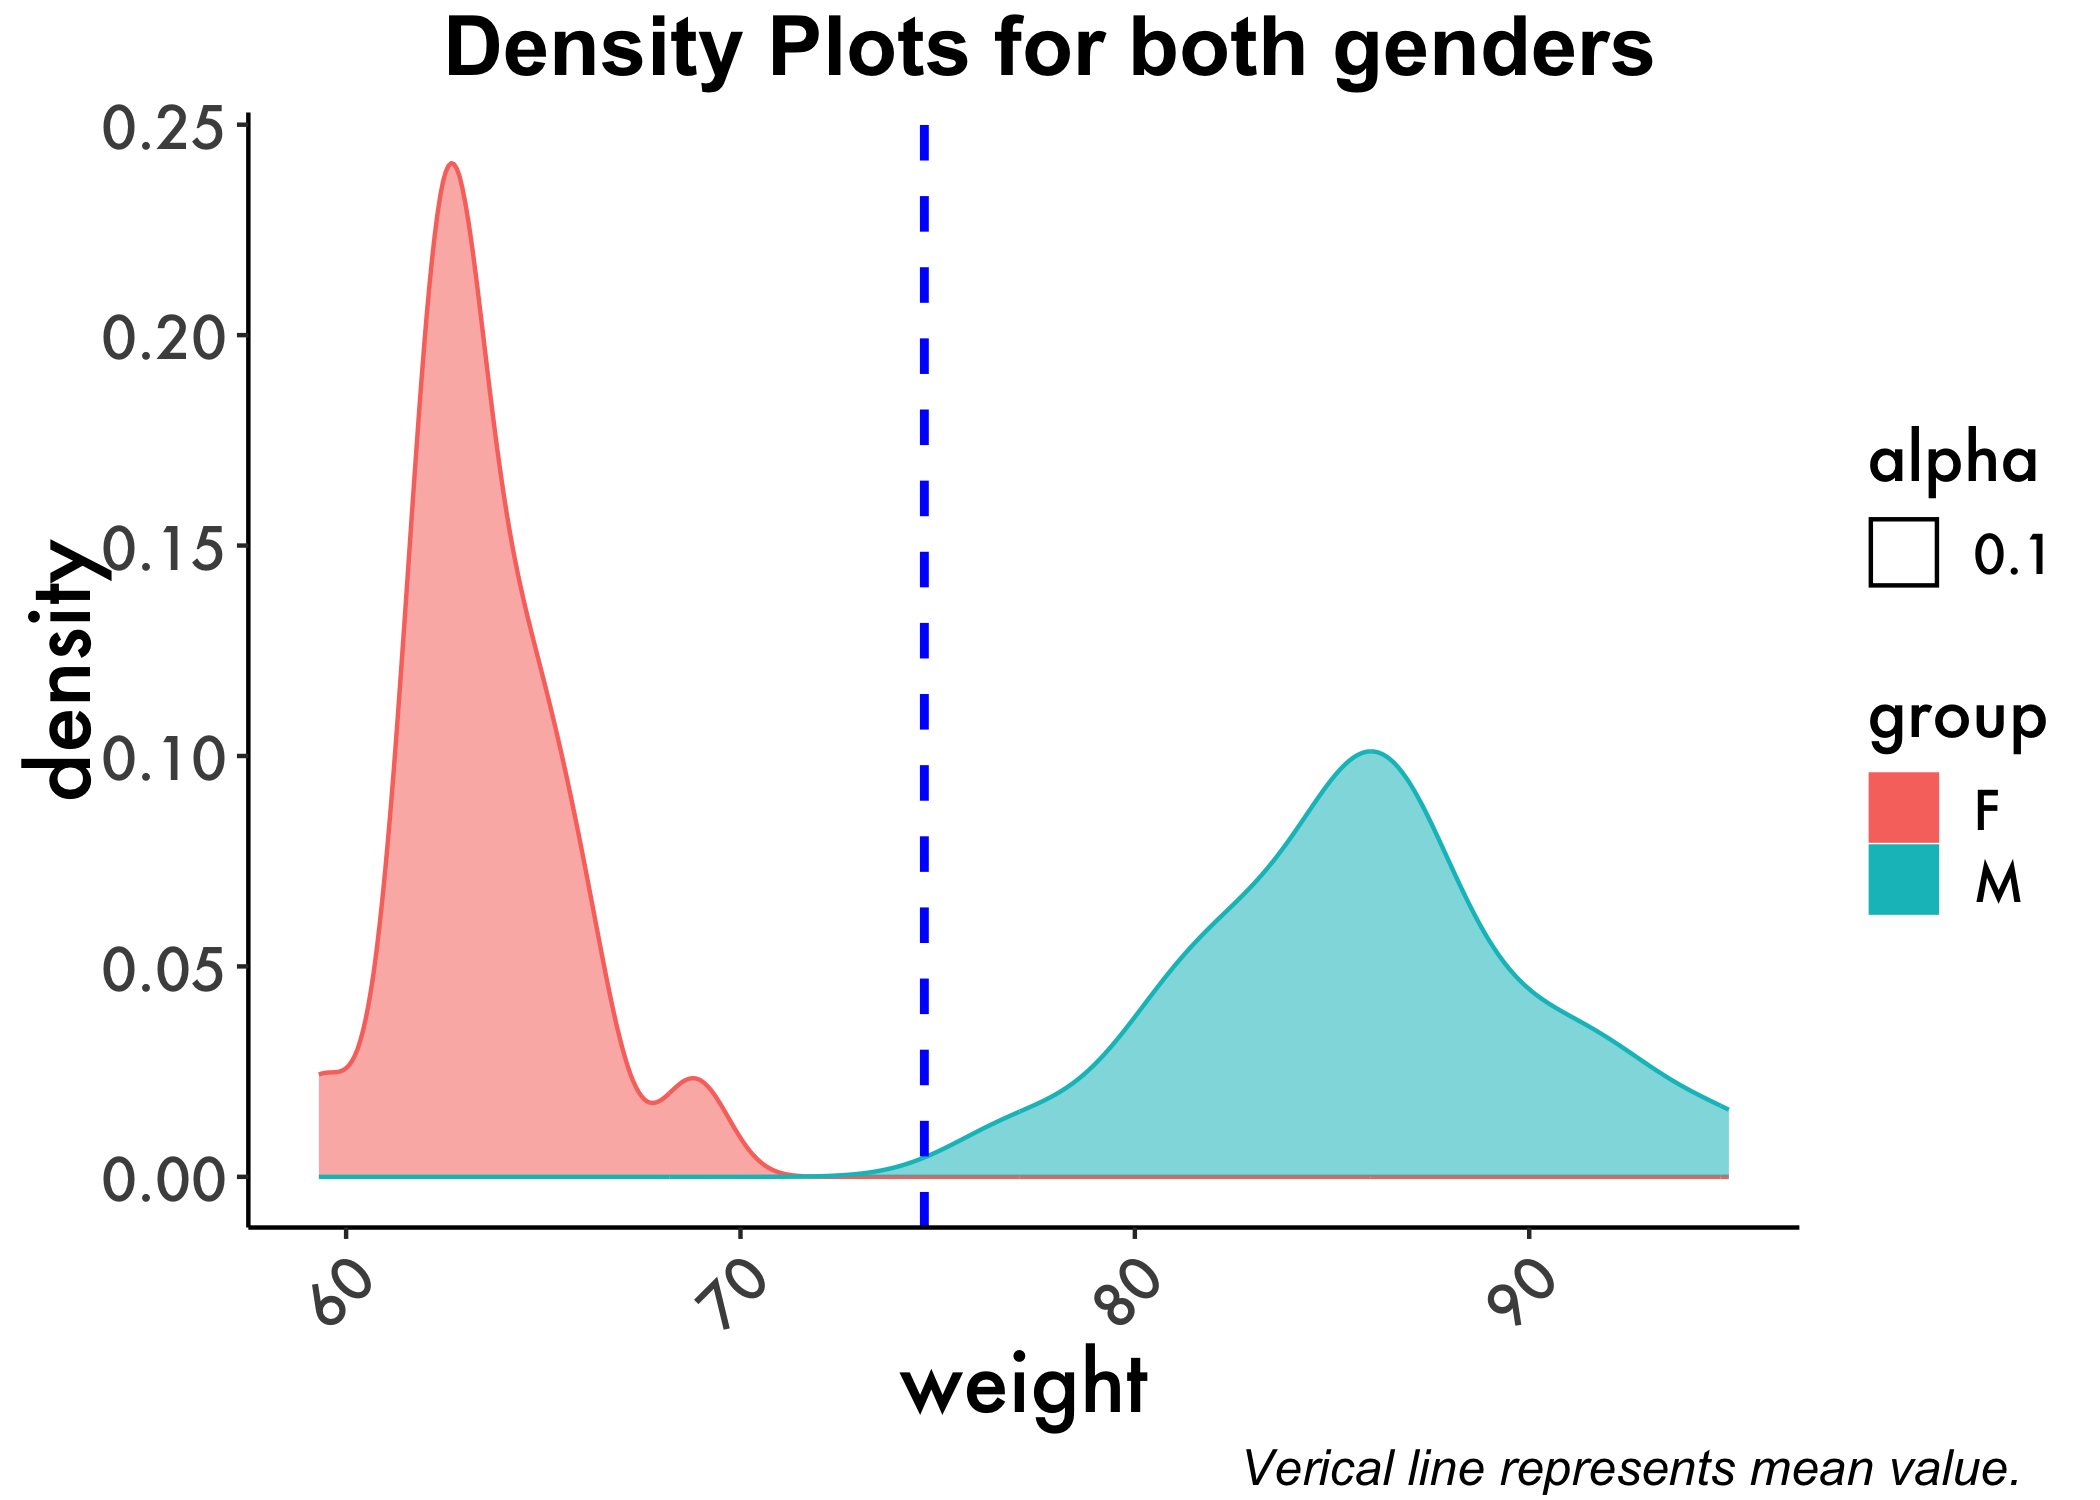 Density Plots for both genders
0.25
0.20
0.15
0.10
0.05
0.00
density
60
70
80
90
weight
alpha
0.1
group
F
M
Verical line represents mean value.